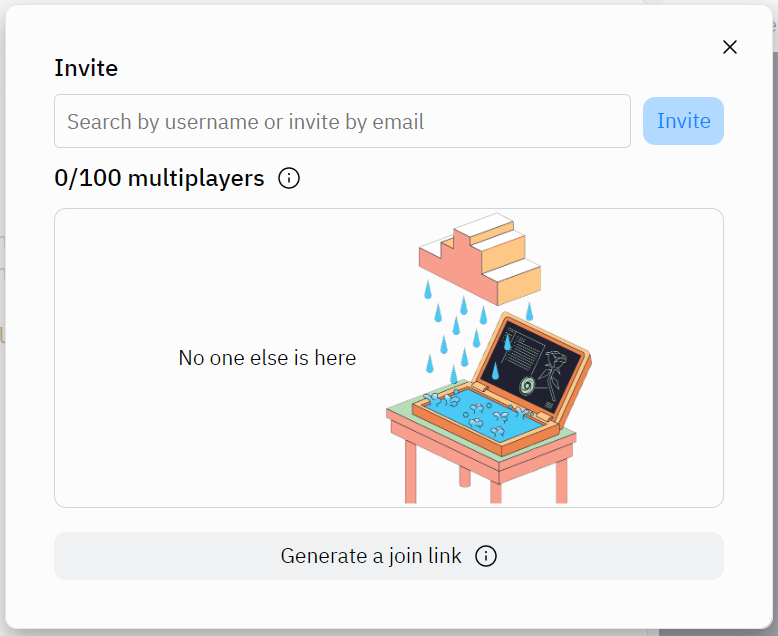 Invite
Search by username or invite by email
Invite
0/100 multiplayers
No one else is here
Generate a join link